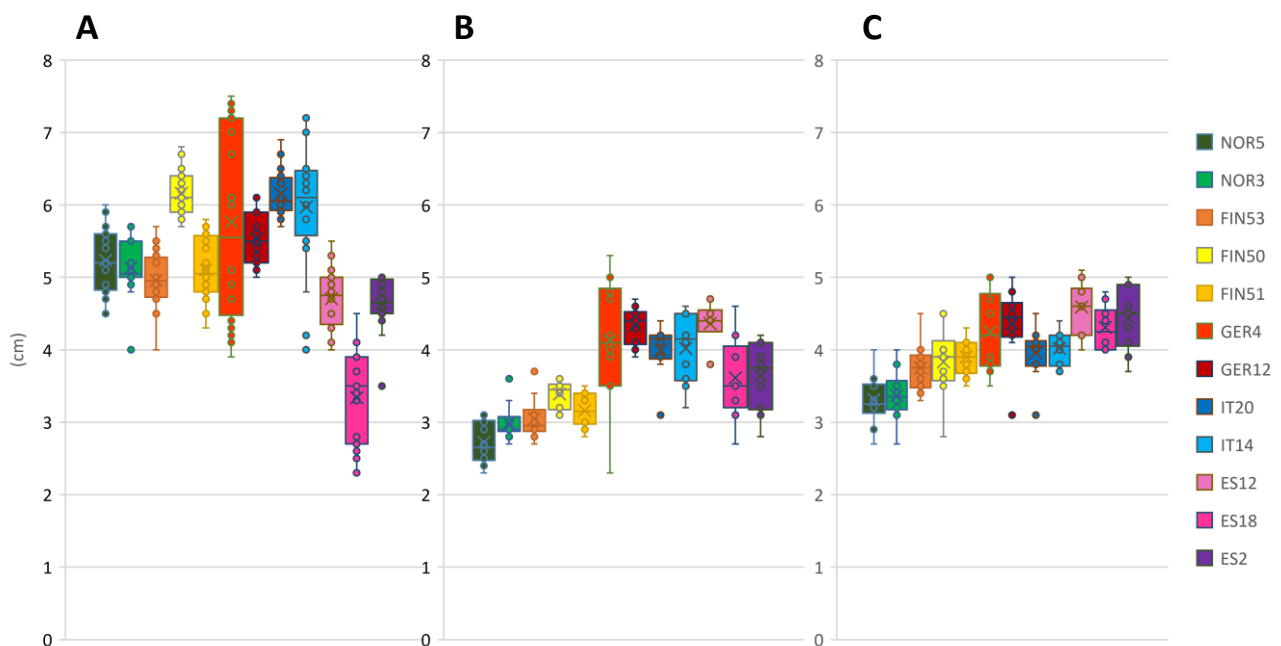 A B C
8 8 8
7 7 7
6 6 6
5 5 5
4 4 4
3 3 3
2 2 2
1 1 1
0 0 0
(cm)
NOR5
NOR3
FIN53
FIN50
FIN51
GER4
GER12
IT20
IT14
ES12
ES18
ES2